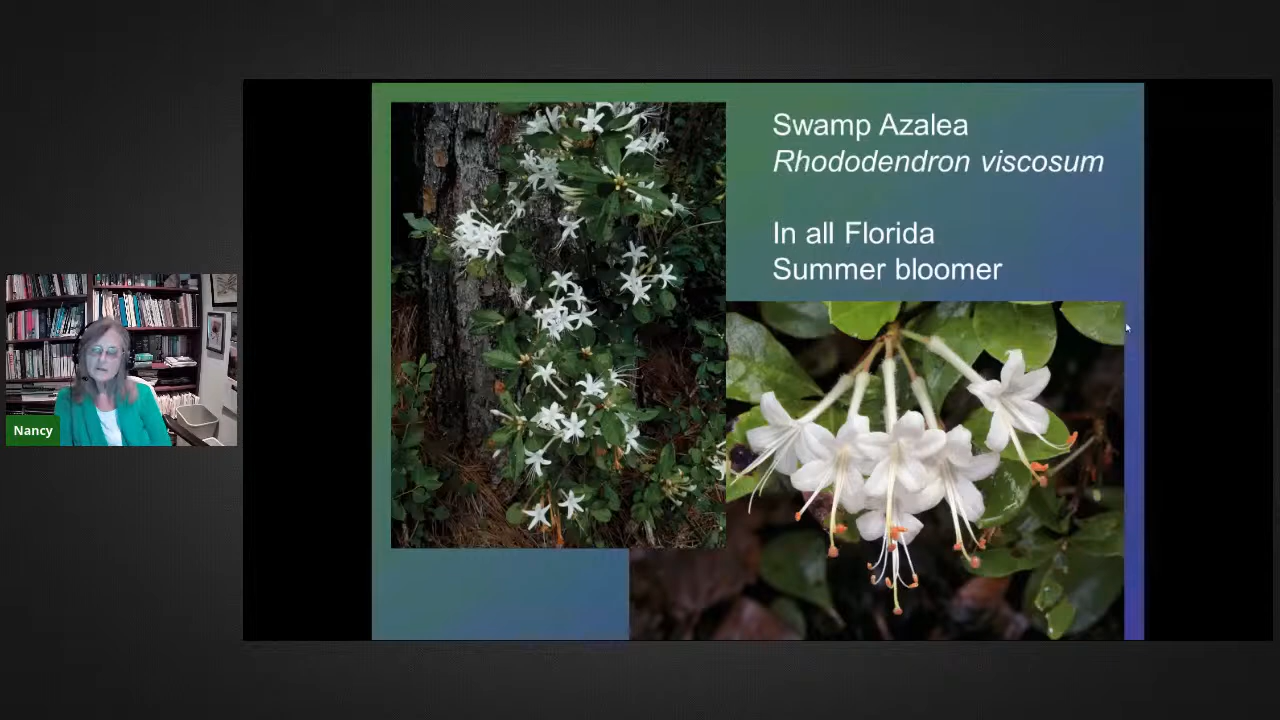 Swamp Azalea
Rhododendron viscosum
In all Florida
Summer bloomer
Nancy